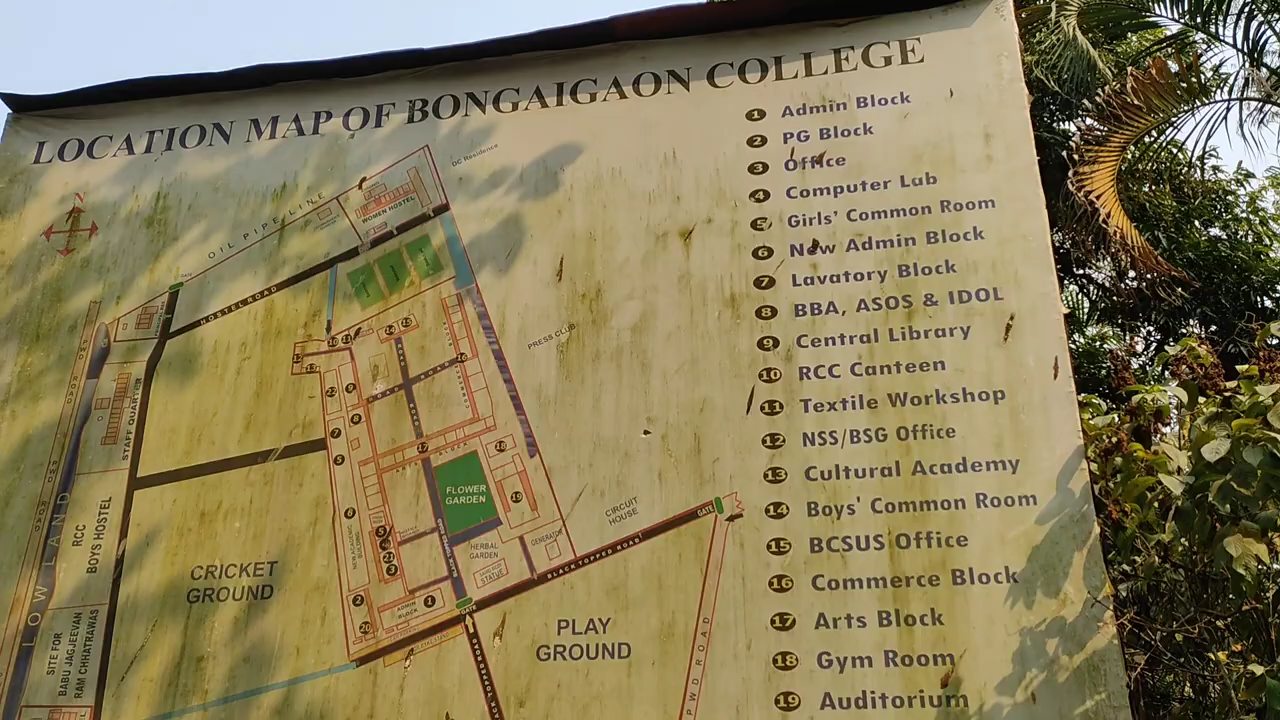 LOCATION MAP OF BONGAIGAON COLLEGE
1 Admin Block
2 PG Block
3 Office
4 Computer Lab
5 Girls' Common Room
6 New Admin Block
7 Lavatory Block
8 BBA, ASOS & IDOL
9 Central Library
10 RCC Canteen
11 Textile Workshop
12 NSS/BSG Office
13 Cultural Academy
14 Boys' Common Room
15 BCSUS Office
16 Commerce Block
17 Arts Block
18 Gym Room
19 Auditorium
N
DC Residence
OIL PIPE LINE
WOMEN HOSTEL
GATE
HOSTEL ROAD
PRESS CLUB
STAFF QUARTER
FLOWER
GARDEN
CIRCUIT
HOUSE
GATE
RCC
BOYS HOSTEL
LOW LAND
HERBAL
GARDEN
GENERATOR
STATUE
BLACK TOPPED ROAD
CRICKET
GROUND
ADMIN
BLOCK
GATE
PLAY
GROUND
SITE FOR
BABU JAGJEEVAN
RAM CHHATRAWAS
PWD ROAD